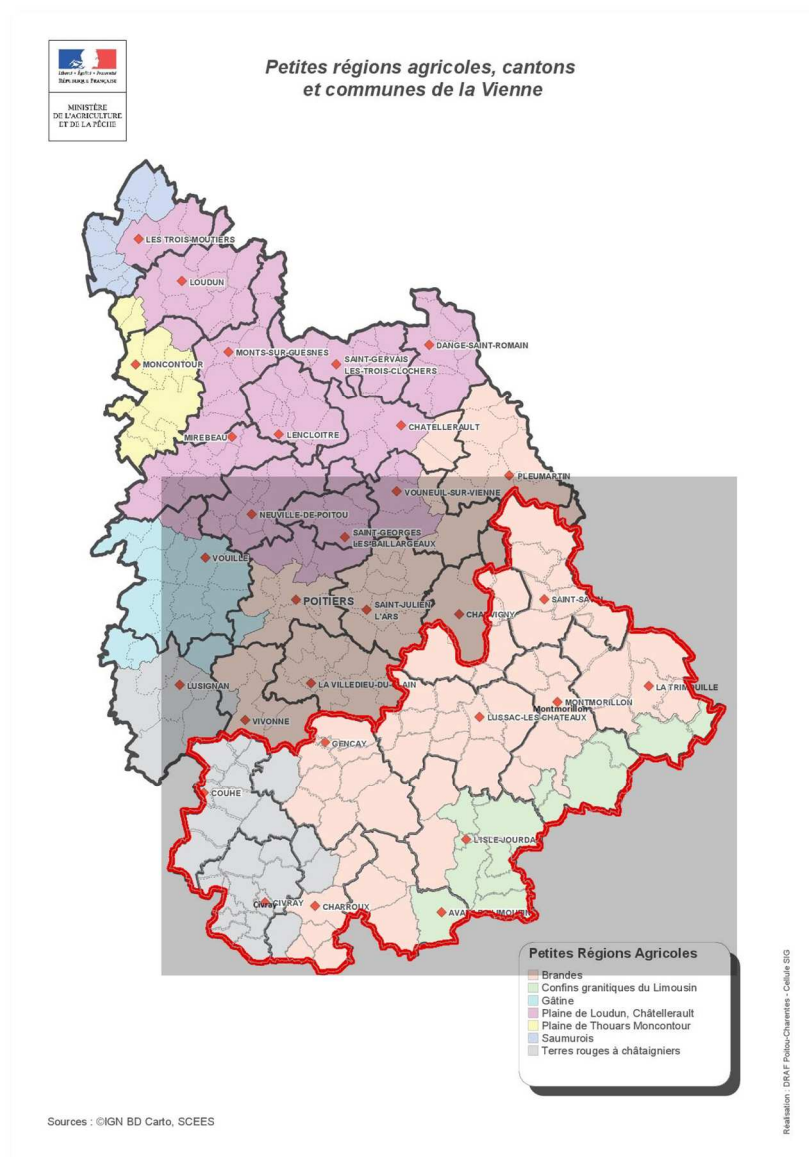 Liberté • Égalité • Fraternité
RÉPUBLIQUE FRANÇAISE
MINISTÈRE
DE L'AGRICULTURE
ET DE LA PÊCHE
Petites régions agricoles, cantons
et communes de la Vienne
LES TROIS-MOUTIERS
LOUDUN
MONTS-SUR-GUESNES
DANGE-SAINT-ROMAIN
SAINT-GERVAIS
LES-TROIS-CLOCHERS
MONCONTOUR
MIREBEAU
LENCLOITRE
CHATELLERAULT
PLEUMARTIN
VOUNEUIL-SUR-VIENNE
NEUVILLE-DE-POITOU
SAINT-GEORGES
LES-BAILLARGEAUX
VOUILLE
POITIERS
SAINT-JULIEN
L'ARS
LUSIGNAN
LA VILLEDIEU-DU-
LA
MONTMORILLON
Montmorillon
LUSSAC-LES-CHATEAUX
VIVONNE
GENCAY
COUHE
L'ISLE-JOURDA
Civray
CIVRAY
CHARROUX
Petites Régions Agricoles
Brandes
Confins granitiques du Limousin
Gâtine
Plaine de Loudun, Châtellerault
Plaine de Thouars Moncontour
Saumurois
Terres rouges à châtaigniers
Sources : ©IGN BD Carto, SCEES
Réalisation : DRAF Poitou-Charentes - Cellule SIG